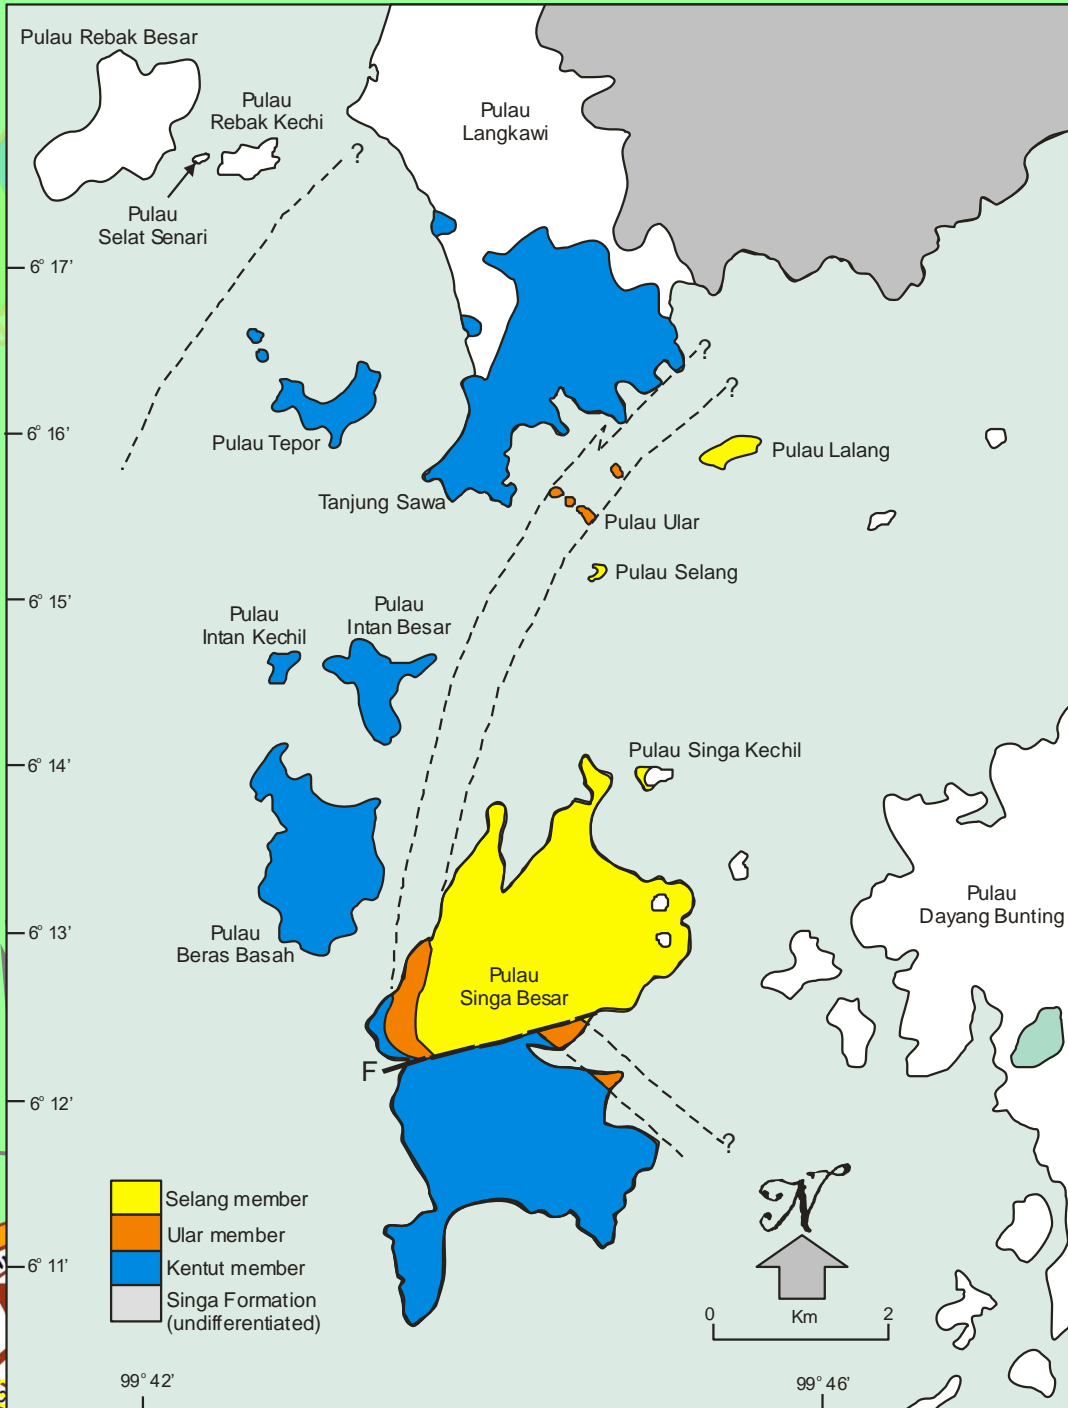 Pulau Rebak Besar
Pulau
Rebak Kechi
Pulau
Langkawi
?
Pulau
Selat Senari
6° 17'
?
?
6° 16'
Pulau Tepor
Pulau Lalang
Tanjung Sawa
Pulau Ular
Pulau Selang
6° 15'
Pulau
Intan Kechil
Pulau
Intan Besar
Pulau Singa Kechil
6° 14'
Pulau
Dayang Bunting
6° 13'
Pulau
Beras Basah
Pulau
Singa Besar
F
6° 12'
?
N
Selang member
Ular member
Kentut member
Singa Formation
(undifferentiated)
6° 11'
0 Km 2
99° 42'
99° 46'